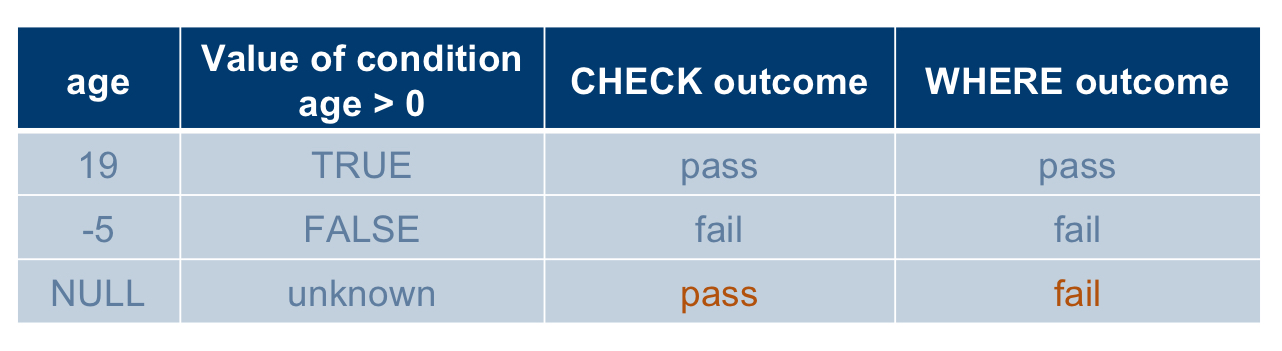 age Value of condition age > 0 CHECK outcome WHERE outcome
19 TRUE pass pass
-5 FALSE fail fail
NULL unknown pass fail